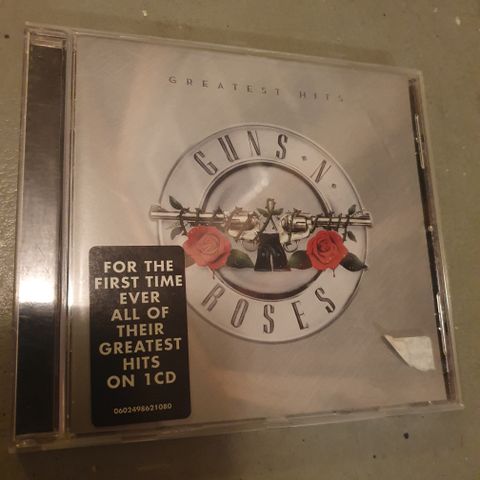 GREATEST HITS
GUNS·N·
ROSES
FOR THE
FIRST TIME
EVER
ALL OF
THEIR
GREATEST
HITS
ON 1CD
0602498621080